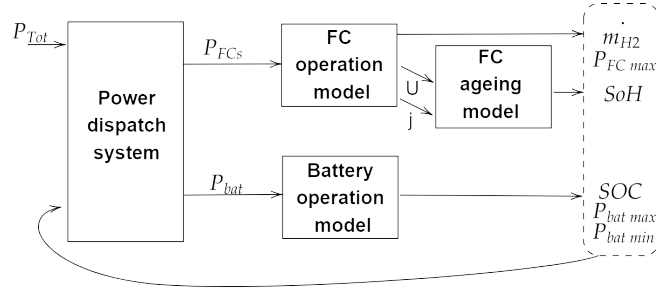 P_Tot
Power
dispatch
system
P_FCs
FC
operation
model
U
j
FC
ageing
model
ṁ_H2
P_FC max
SoH
P_bat
Battery
operation
model
SOC
P_bat max
P_bat min